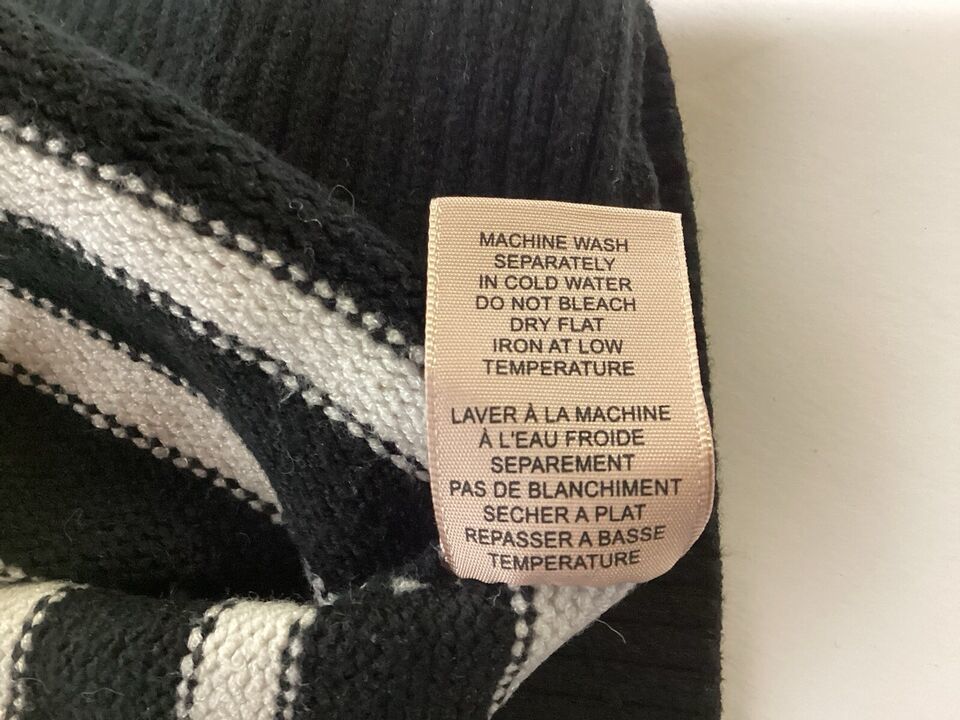 MACHINE WASH
SEPARATELY
IN COLD WATER
DO NOT BLEACH
DRY FLAT
IRON AT LOW
TEMPERATURE
LAVER À LA MACHINE
À L'EAU FROIDE
SEPAREMENT
PAS DE BLANCHIMENT
SECHER A PLAT
REPASSER A BASSE
TEMPERATURE